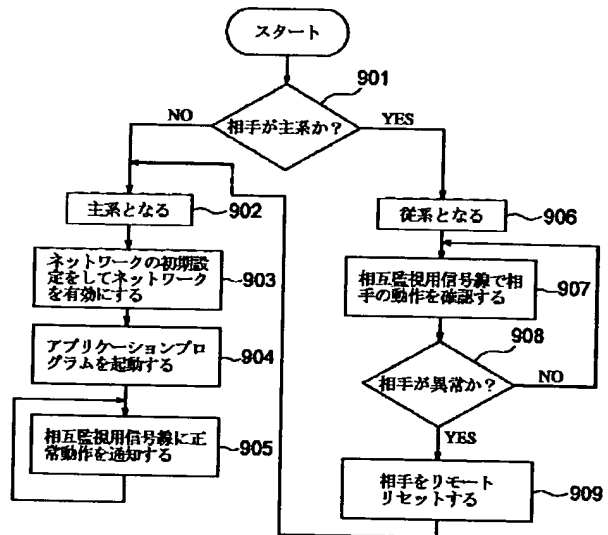 スタート
901
相手が主系か?
NO
YES
主系となる
902
従系となる
906
ネットワークの初期設
定をしてネットワーク
を有効にする
903
相互監視用信号線で相
手の動作を確認する
907
アプリケーションプロ
グラムを起動する
904
908
相手が異常か?
NO
YES
相互監視用信号線に正
常動作を通知する
905
相手をリモート
リセットする
909